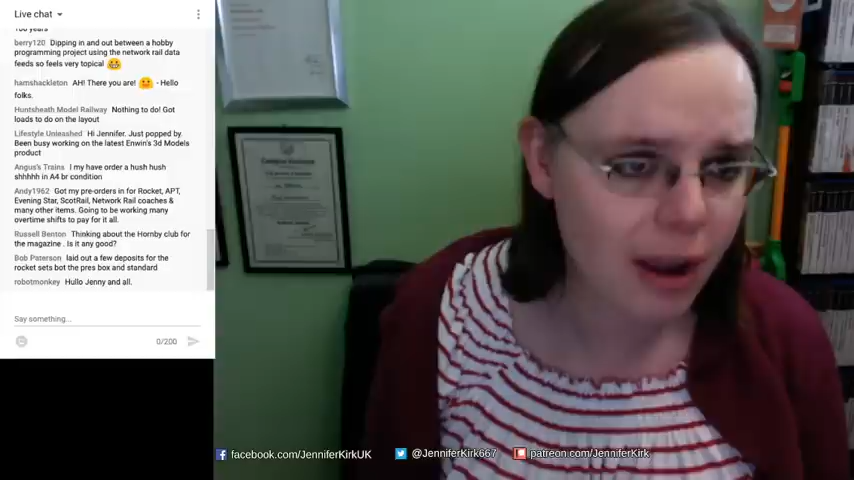 Live chat
100 years
berry120 Dipping in and out between a hobby
programming project using the network rail data
feeds so feels very topical
hamshackleton AH! There you are! - Hello
folks.
Huntsheath Model Railway Nothing to do! Got
loads to do on the layout
Lifestyle Unleashed Hi Jennifer. Just popped by.
Been busy working on the latest Enwin's 3d Models
product
Angus's Trains I my have order a hush hush
shhhhh in A4 br condition
Andy1962 Got my pre-orders in for Rocket, APT,
Evening Star, ScotRail, Network Rail coaches &
many other items. Going to be working many
overtime shifts to pay for it all.
Russell Benton Thinking about the Hornby club for
the magazine . Is it any good?
Bob Paterson laid out a few deposits for the
rocket sets bot the pres box and standard
robotmonkey Hullo Jenny and all.
Say something...
0/200
facebook.com/JenniferKirkUK @JenniferKirk667 patreon.com/JenniferKirk